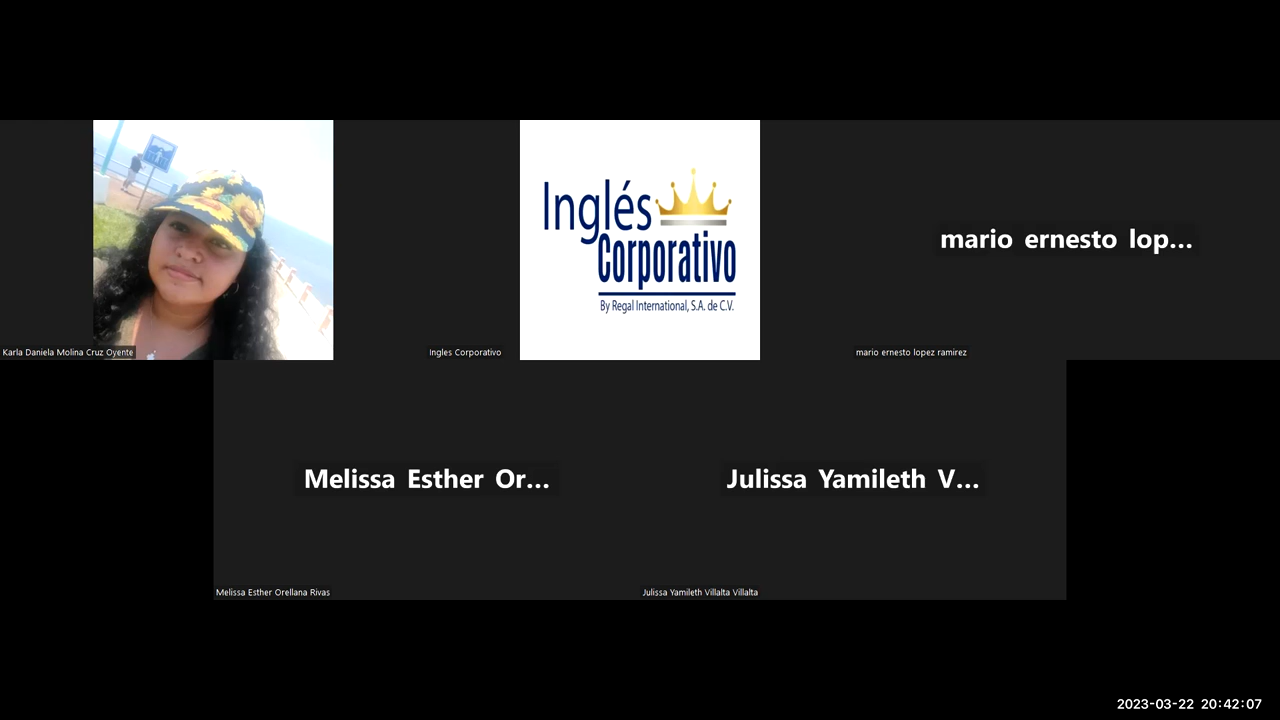 Inglés
Corporativo
By Regal International, S.A. de C.V.
mario ernesto lop...
Karla Daniela Molina Cruz Oyente
Ingles Corporativo
mario ernesto lopez ramirez
Melissa Esther Or...
Julissa Yamileth V...
Melissa Esther Orellana Rivas
Julissa Yamileth Villalta Villalta
2023-03-22 20:42:07